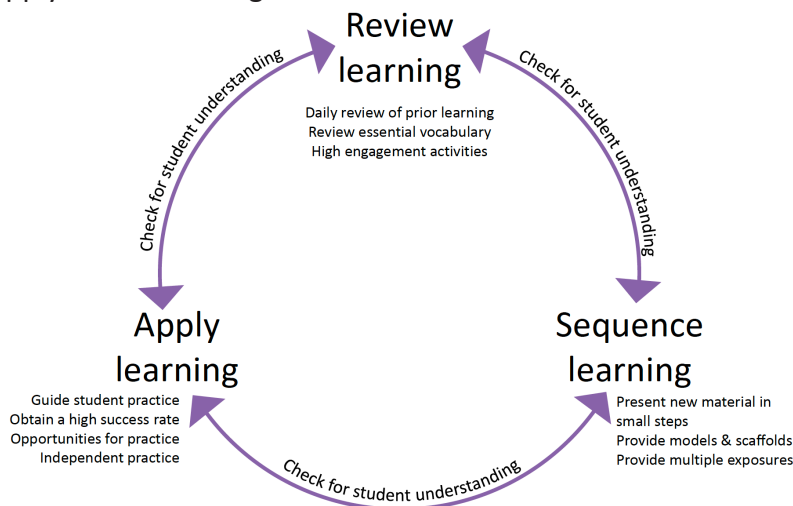 Review
learning
Daily review of prior learning
Review essential vocabulary
High engagement activities
Check for student understanding
Check for student understanding
Apply
learning
Guide student practice
Obtain a high success rate
Opportunities for practice
Independent practice
Sequence
learning
Present new material in
small steps
Provide models & scaffolds
Provide multiple exposures
Check for student understanding